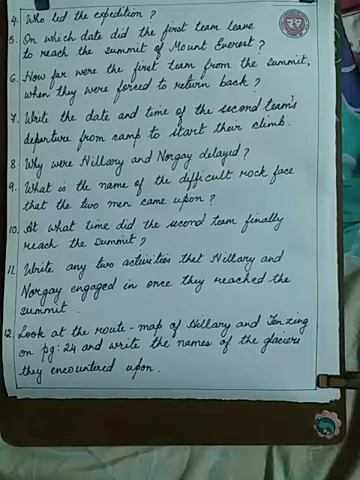 4. Who led the expedition?
5. On which date did the first team leave
to reach the summit of Mount Everest?
6. How far were the first team from the summit,
when they were forced to return back?
7. Write the date and time of the second team's
departure from camp to start their climb.
8. Why were Hillary and Norgay delayed?
9. What is the name of the difficult rock face
that the two men came upon?
10. At what time did the second team finally
reach the summit?
11. Write any two activities that Hillary and
Norgay engaged in once they reached the
summit.
12. Look at the route-map of Hillary and Tenzing
on pg: 24 and write the names of the glaciers
they encountered upon.